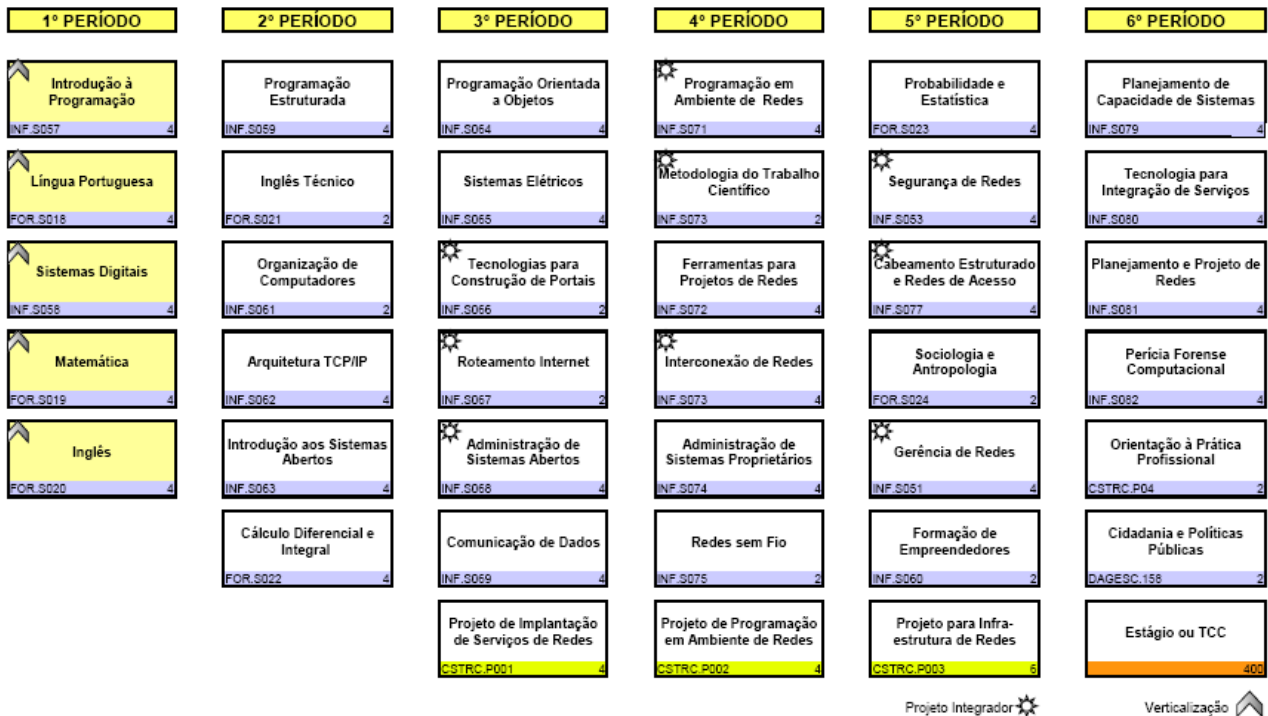 1º PERÍODO
2º PERÍODO
3º PERÍODO
4º PERÍODO
5º PERÍODO
6º PERÍODO
Introdução à
Programação
INF.S057 4
Programação
Estruturada
INF.S059 4
Programação Orientada
a Objetos
INF.S064 4
Programação em
Ambiente de Redes
INF.S071 4
Probabilidade e
Estatística
FOR.S023 4
Planejamento de
Capacidade de Sistemas
INF.S079 4
Língua Portuguesa
FOR.S018 4
Inglês Técnico
FOR.S021 2
Sistemas Elétricos
INF.S065 4
Metodologia do Trabalho
Científico
INF.S073 2
Segurança de Redes
INF.S053 4
Tecnologia para
Integração de Serviços
INF.S080 4
Sistemas Digitais
INF.S058 4
Organização de
Computadores
INF.S061 2
Tecnologias para
Construção de Portais
INF.S066 2
Ferramentas para
Projetos de Redes
INF.S072 4
Cabeamento Estruturado
e Redes de Acesso
INF.S077 4
Planejamento e Projeto de
Redes
INF.S081 4
Matemática
FOR.S019 4
Arquitetura TCP/IP
INF.S062 4
Roteamento Internet
INF.S067 2
Interconexão de Redes
INF.S073 4
Sociologia e
Antropologia
FOR.S024 2
Perícia Forense
Computacional
INF.S082 4
Inglês
FOR.S020 4
Introdução aos Sistemas
Abertos
INF.S063 4
Administração de
Sistemas Abertos
INF.S068 4
Administração de
Sistemas Proprietários
INF.S074 4
Gerência de Redes
INF.S051 4
Orientação à Prática
Profissional
CSTRC.P04 2
Cálculo Diferencial e
Integral
FOR.S022 4
Comunicação de Dados
INF.S069 4
Redes sem Fio
INF.S075 2
Formação de
Empreendedores
INF.S060 2
Cidadania e Políticas
Públicas
DAGESC.158 2
Projeto de Implantação
de Serviços de Redes
CSTRC.P001 4
Projeto de Programação
em Ambiente de Redes
CSTRC.P002 4
Projeto para Infra-
estrutura de Redes
CSTRC.P003 6
Estágio ou TCC
400
Projeto Integrador
Verticalização